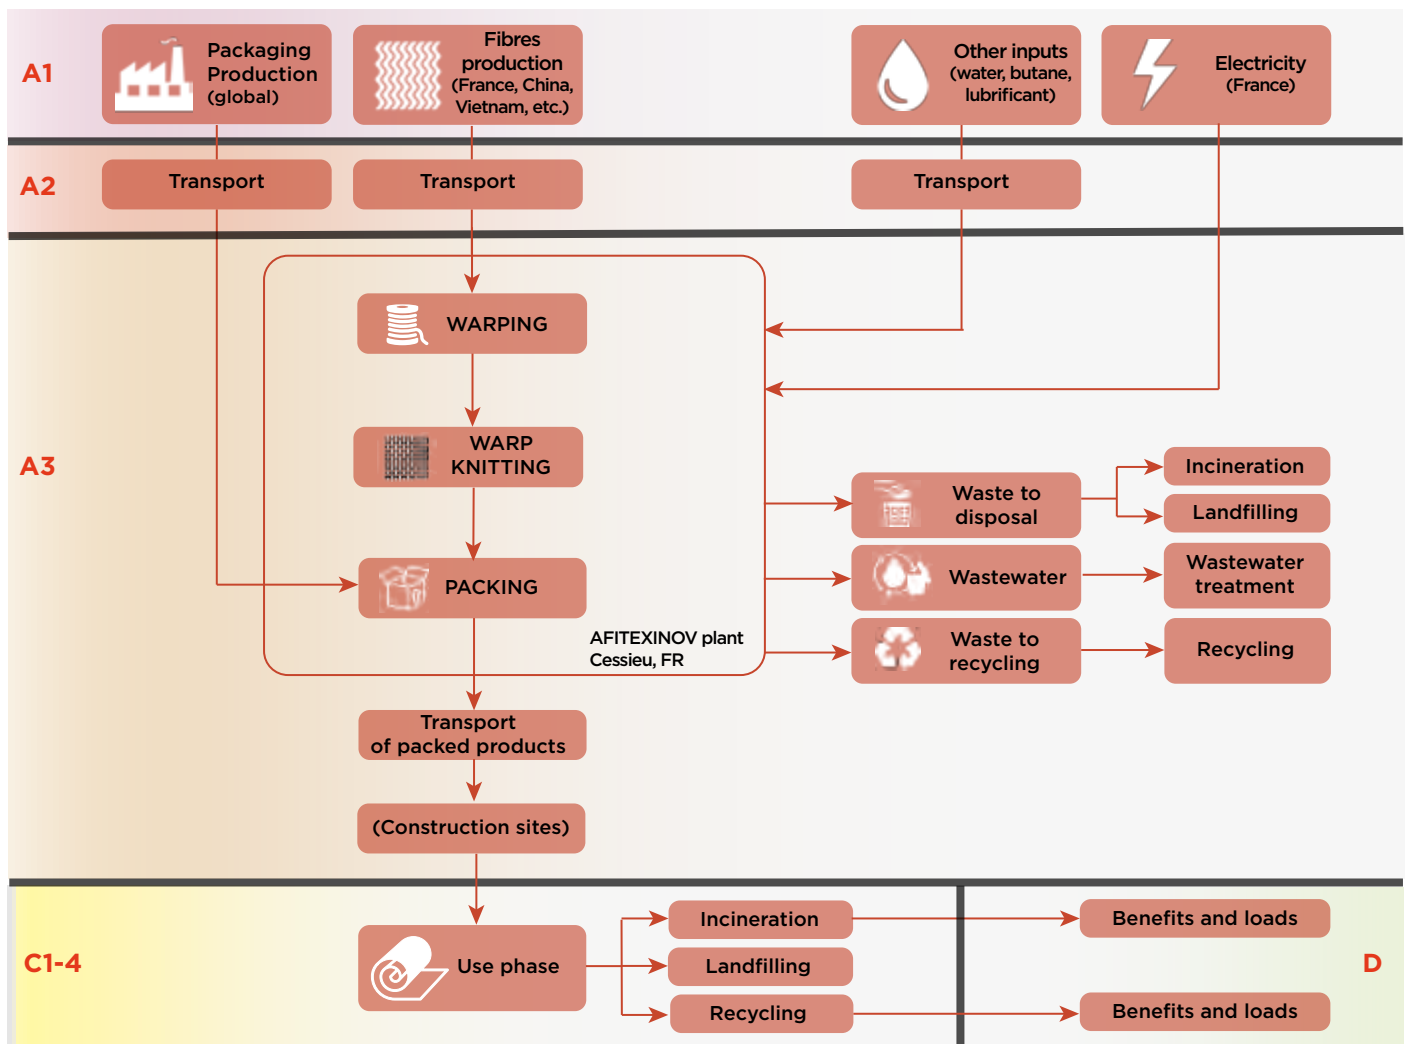 A1
Packaging
Production
(global)
Fibres
production
(France, China,
Vietnam, etc.)
Other inputs
(water, butane,
lubrificant)
Electricity
(France)
A2
Transport
Transport
Transport
A3
WARPING
WARP
KNITTING
PACKING
AFITEXINOV plant
Cessieu, FR
Waste to
disposal
Incineration
Landfilling
Wastewater
Wastewater
treatment
Waste to
recycling
Recycling
Transport
of packed products
(Construction sites)
C1-4
Use phase
Incineration
Landfilling
Recycling
Benefits and loads
Benefits and loads
D